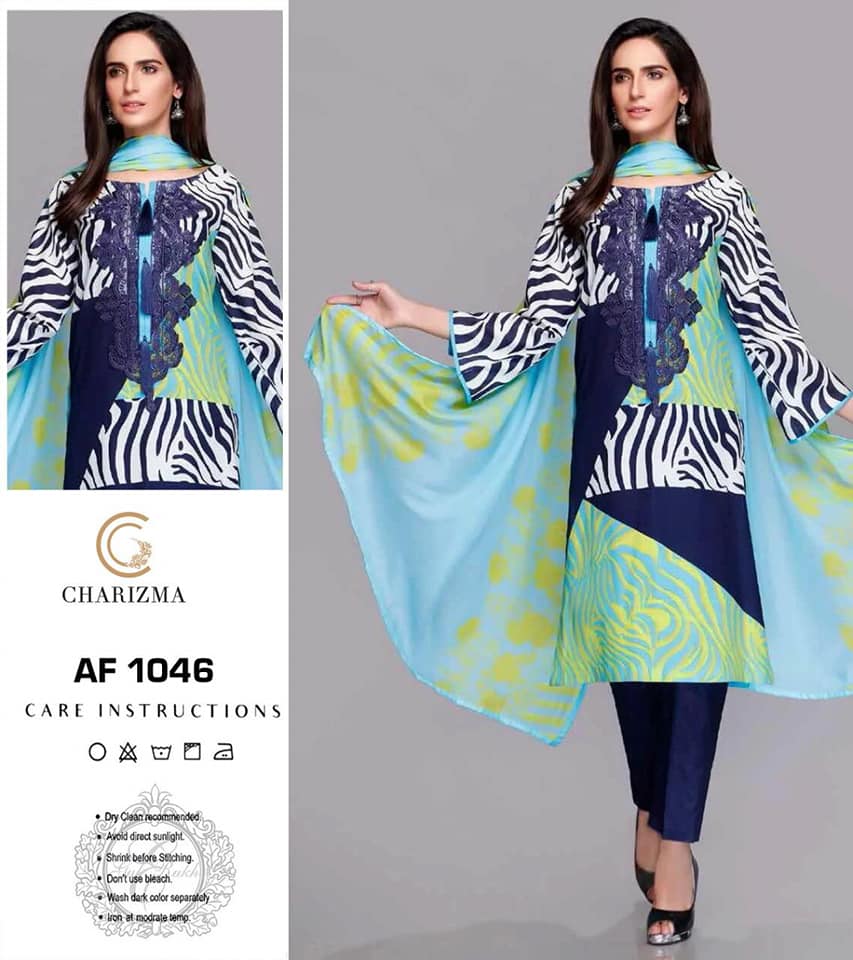 CHARIZMA
AF 1046
CARE INSTRUCTIONS
• Dry Clean recommended
• Avoid direct sunlight.
• Shrink before Stitching.
• Don't use bleach.
• Wash dark color separately
• Iron at modrate temp.